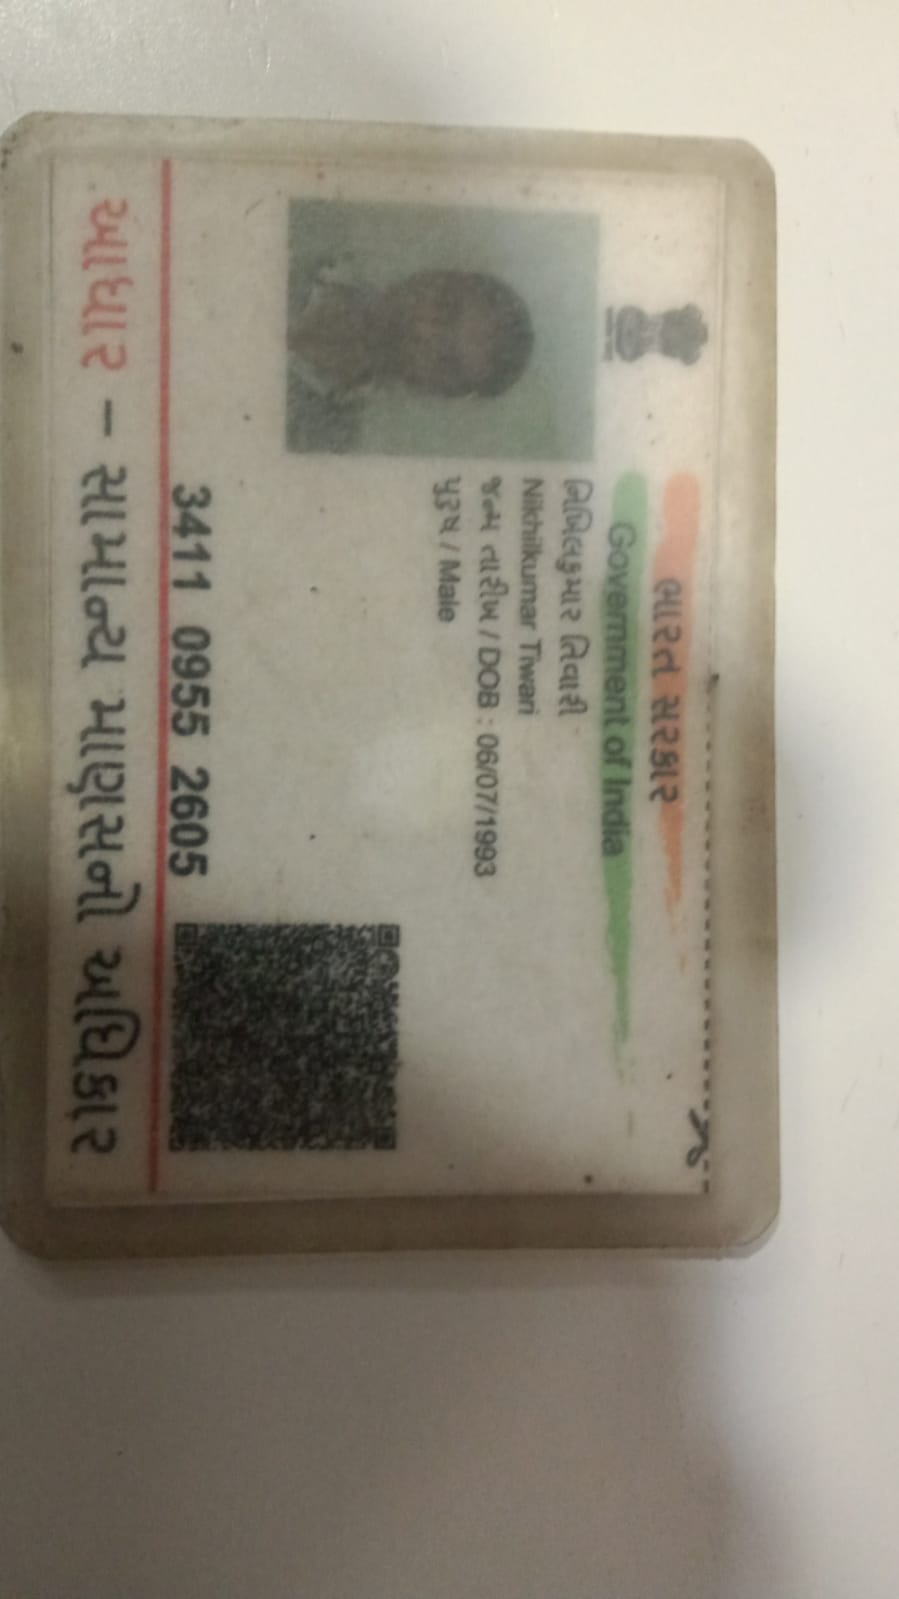 ભારત સરકાર
Government of India
નિખિલકુમાર તિવારી
Nikhilkumar Tiwari
જન્મ તારીખ / DOB : 06/07/1993
પુરુષ / Male
3411 0955 2605
આધાર – સામાન્ય માણસનો અધિકાર